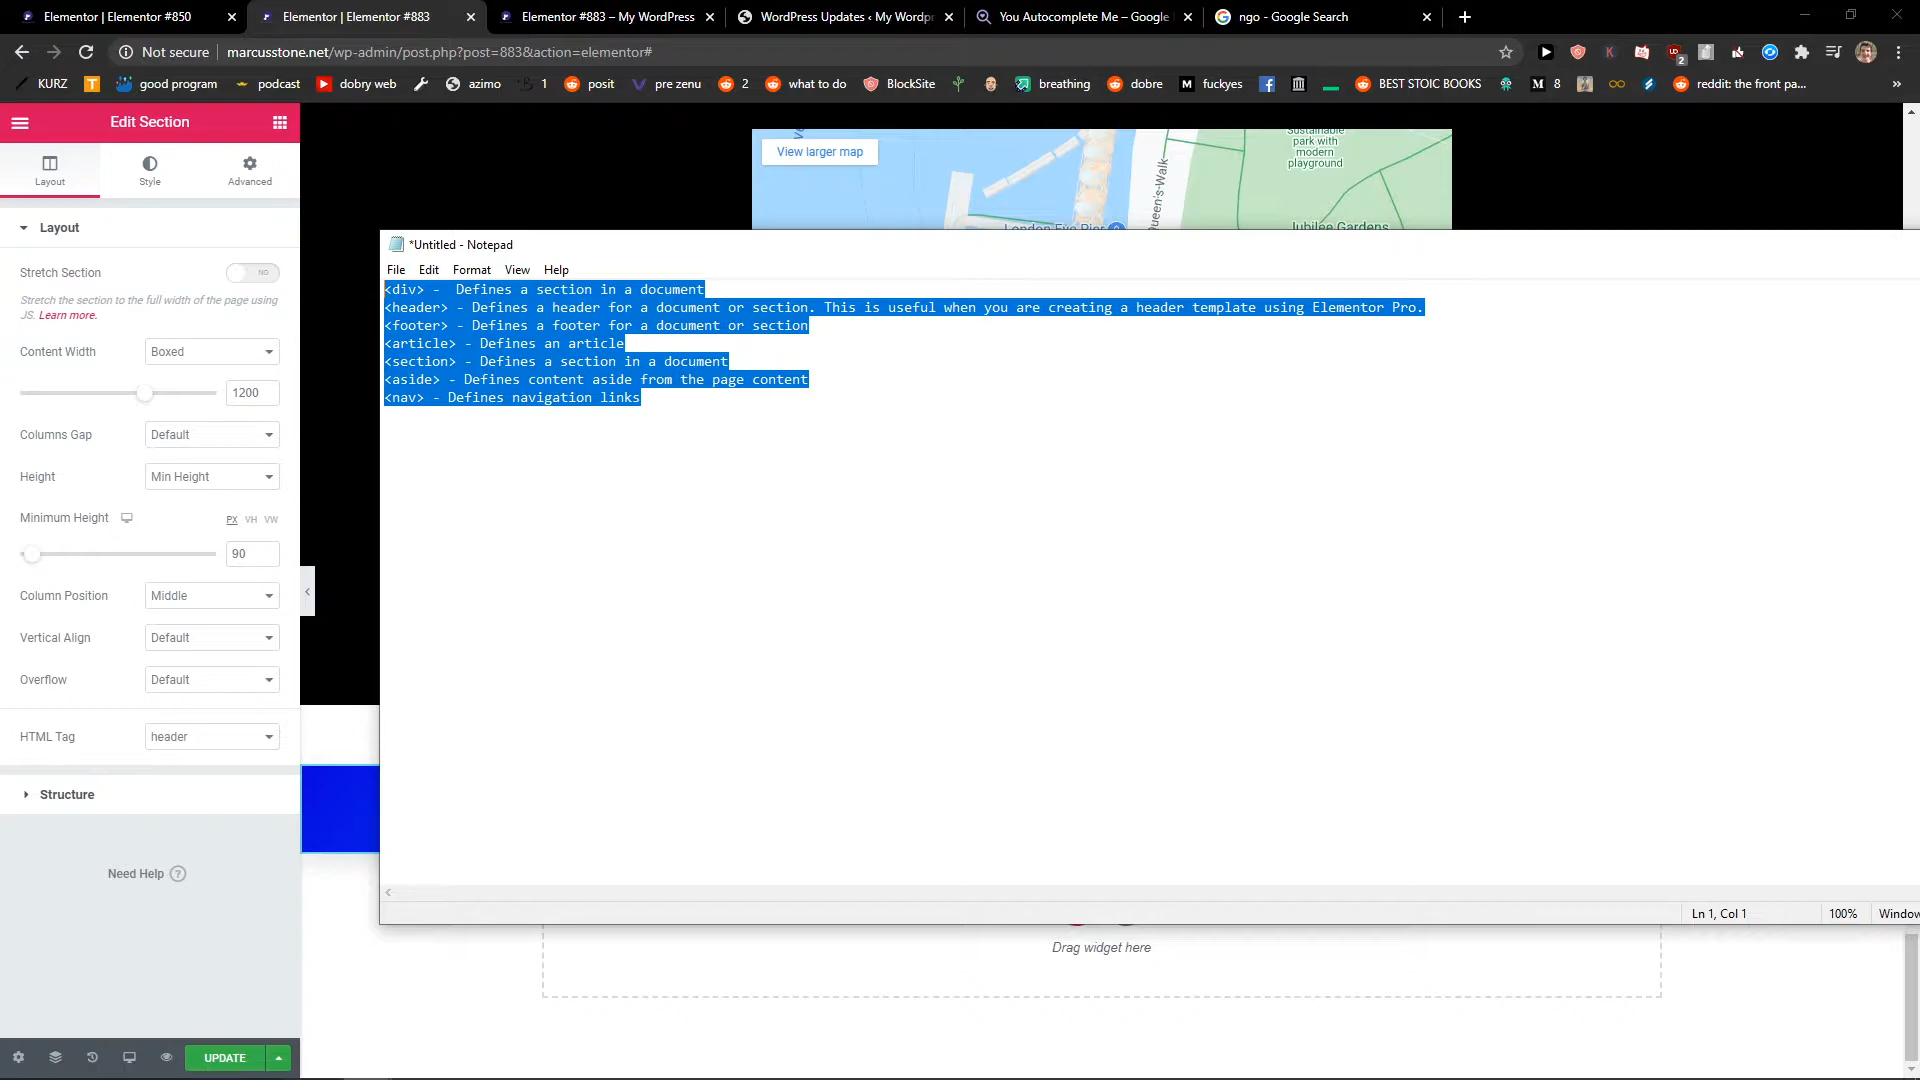 Elementor | Elementor #850
Elementor | Elementor #883
Elementor #883 – My WordPress
WordPress Updates ‹ My Wordpr
You Autocomplete Me – Google
ngo - Google Search
Not secure
marcusstone.net/wp-admin/post.php?post=883&action=elementor#
KURZ
good program
podcast
dobry web
azimo
1
posit
pre zenu
2
what to do
BlockSite
breathing
dobre
fuckyes
BEST STOIC BOOKS
8
reddit: the front pa...
Edit Section
Layout
Style
Advanced
Layout
Stretch Section
NO
Stretch the section to the full width of the page using
JS. Learn more.
Content Width
Boxed
1200
Columns Gap
Default
Height
Min Height
Minimum Height
PX VH VW
90
Column Position
Middle
Vertical Align
Default
Overflow
Default
HTML Tag
header
Structure
Need Help
UPDATE
View larger map
Queen's-Walk
Sustainable
park with
modern
playground
London Eye Pier
Jubilee Gardens
*Untitled - Notepad
File Edit Format View Help
<div> -  Defines a section in a document
<header> - Defines a header for a document or section. This is useful when you are creating a header template using Elementor Pro.
<footer> - Defines a footer for a document or section
<article> - Defines an article
<section> - Defines a section in a document
<aside> - Defines content aside from the page content
<nav> - Defines navigation links
Ln 1, Col 1
100%
Window
Drag widget here